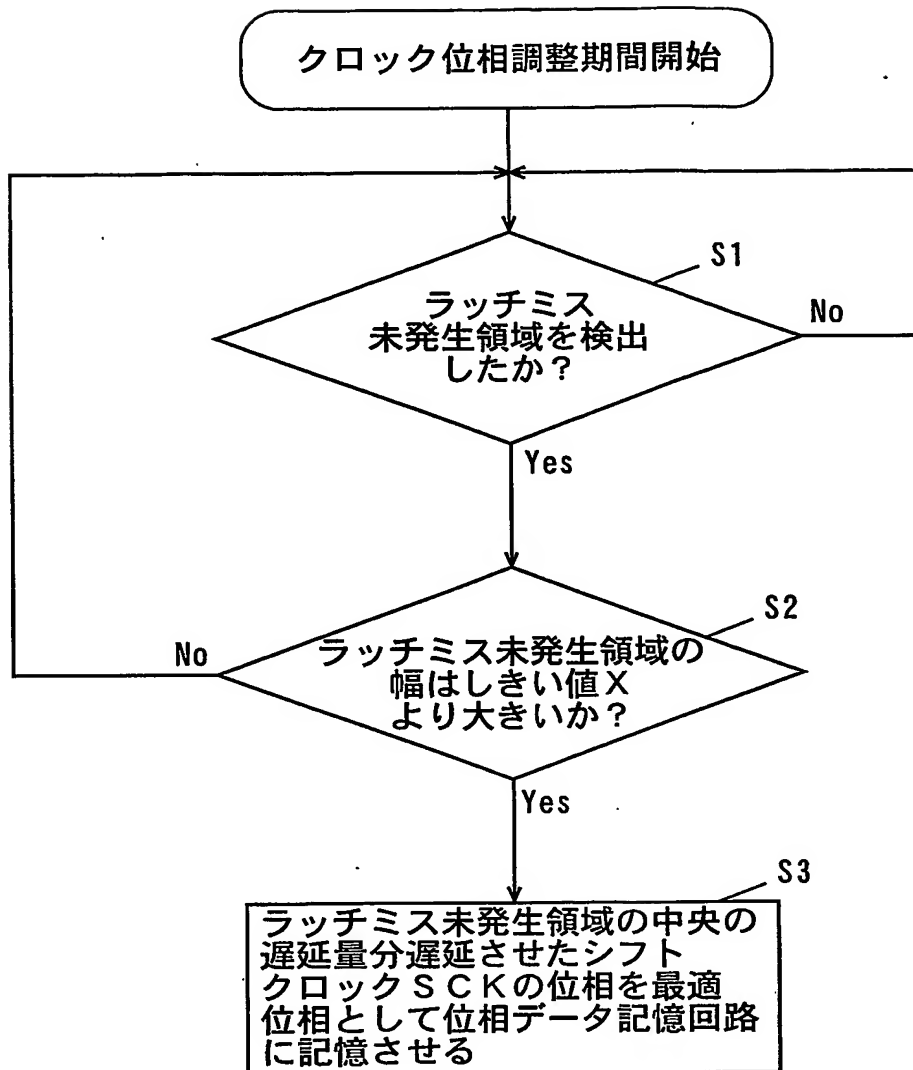 クロック位相調整期間開始
S1
ラッチミス
未発生領域を検出
したか？
No
Yes
S2
No
ラッチミス未発生領域の
幅はしきい値X
より大きいか？
Yes
S3
ラッチミス未発生領域の中央の
遅延量分遅延させたシフト
クロックＳＣＫの位相を最適
位相として位相データ記憶回路
に記憶させる